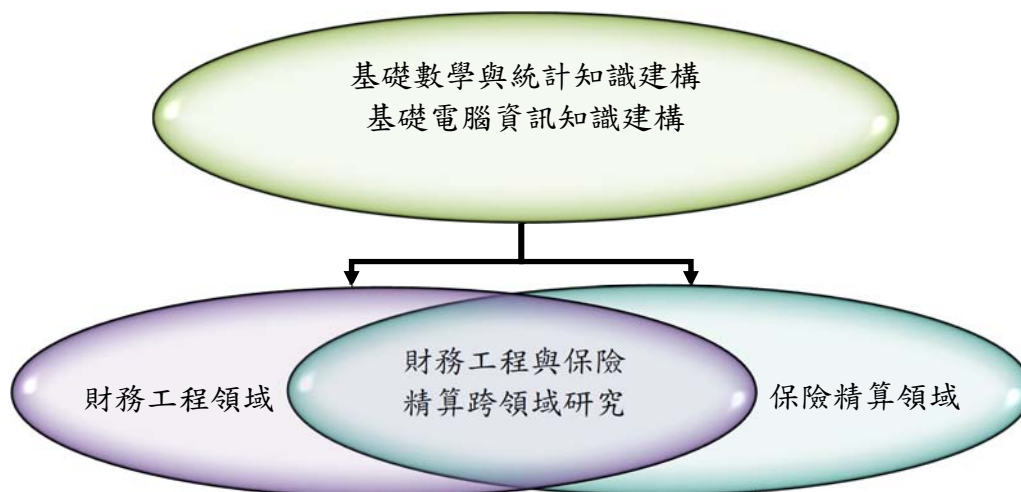 基礎數學與統計知識建構
基礎電腦資訊知識建構
財務工程領域
財務工程與保險
精算跨領域研究
保險精算領域